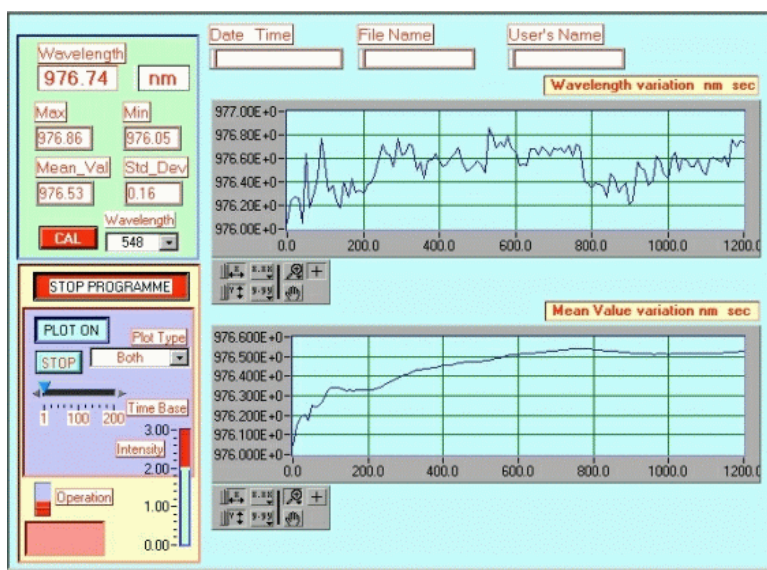 Wavelength
976.74 nm
Max Min
976.86 976.05
Mean_Val Std_Dev
976.53 0.16
Wavelength
CAL 548
STOP PROGRAMME
PLOT ON
Plot Type
STOP Both
1 100 200 Time Base
3.00
Intensity
2.00
Operation
1.00
0.00
Date Time File Name User's Name
Wavelength variation nm sec
977.00E+0
976.80E+0
976.60E+0
976.40E+0
976.20E+0
976.00E+0
0.0 200.0 400.0 600.0 800.0 1000.0 1200.0
Mean Value variation nm sec
976.600E+0
976.500E+0
976.400E+0
976.300E+0
976.200E+0
976.100E+0
976.000E+0
0.0 200.0 400.0 600.0 800.0 1000.0 1200.0